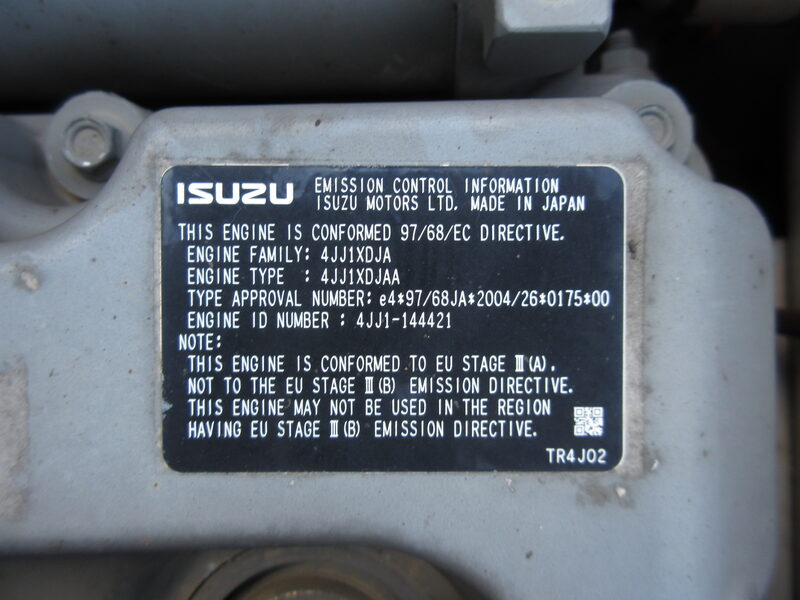 ISUZU
EMISSION CONTROL INFORMATION
ISUZU MOTORS LTD. MADE IN JAPAN
THIS ENGINE IS CONFORMED 97/68/EC DIRECTIVE.
ENGINE FAMILY: 4JJ1XDJA
ENGINE TYPE : 4JJ1XDJAA
TYPE APPROVAL NUMBER: e4*97/68JA*2004/26*0175*00
ENGINE ID NUMBER : 4JJ1-144421
NOTE:
THIS ENGINE IS CONFORMED TO EU STAGE Ⅲ(A),
NOT TO THE EU STAGE Ⅲ(B) EMISSION DIRECTIVE.
THIS ENGINE MAY NOT BE USED IN THE REGION
HAVING EU STAGE Ⅲ(B) EMISSION DIRECTIVE.
TR4J02